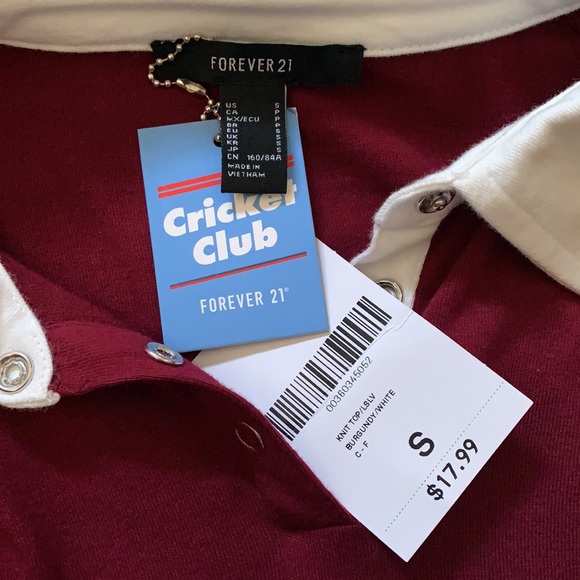 FOREVER 21
US S
CA P
MX/ECU P
BR P
EU S
UK S
KR S
JP S
CN 160/84A
MADE IN
VIETNAM
Cricket
Club
FOREVER 21®
00360345052
KNIT TOP/LSLV
BURGUNDY/WHITE
C - F
S
$17.99